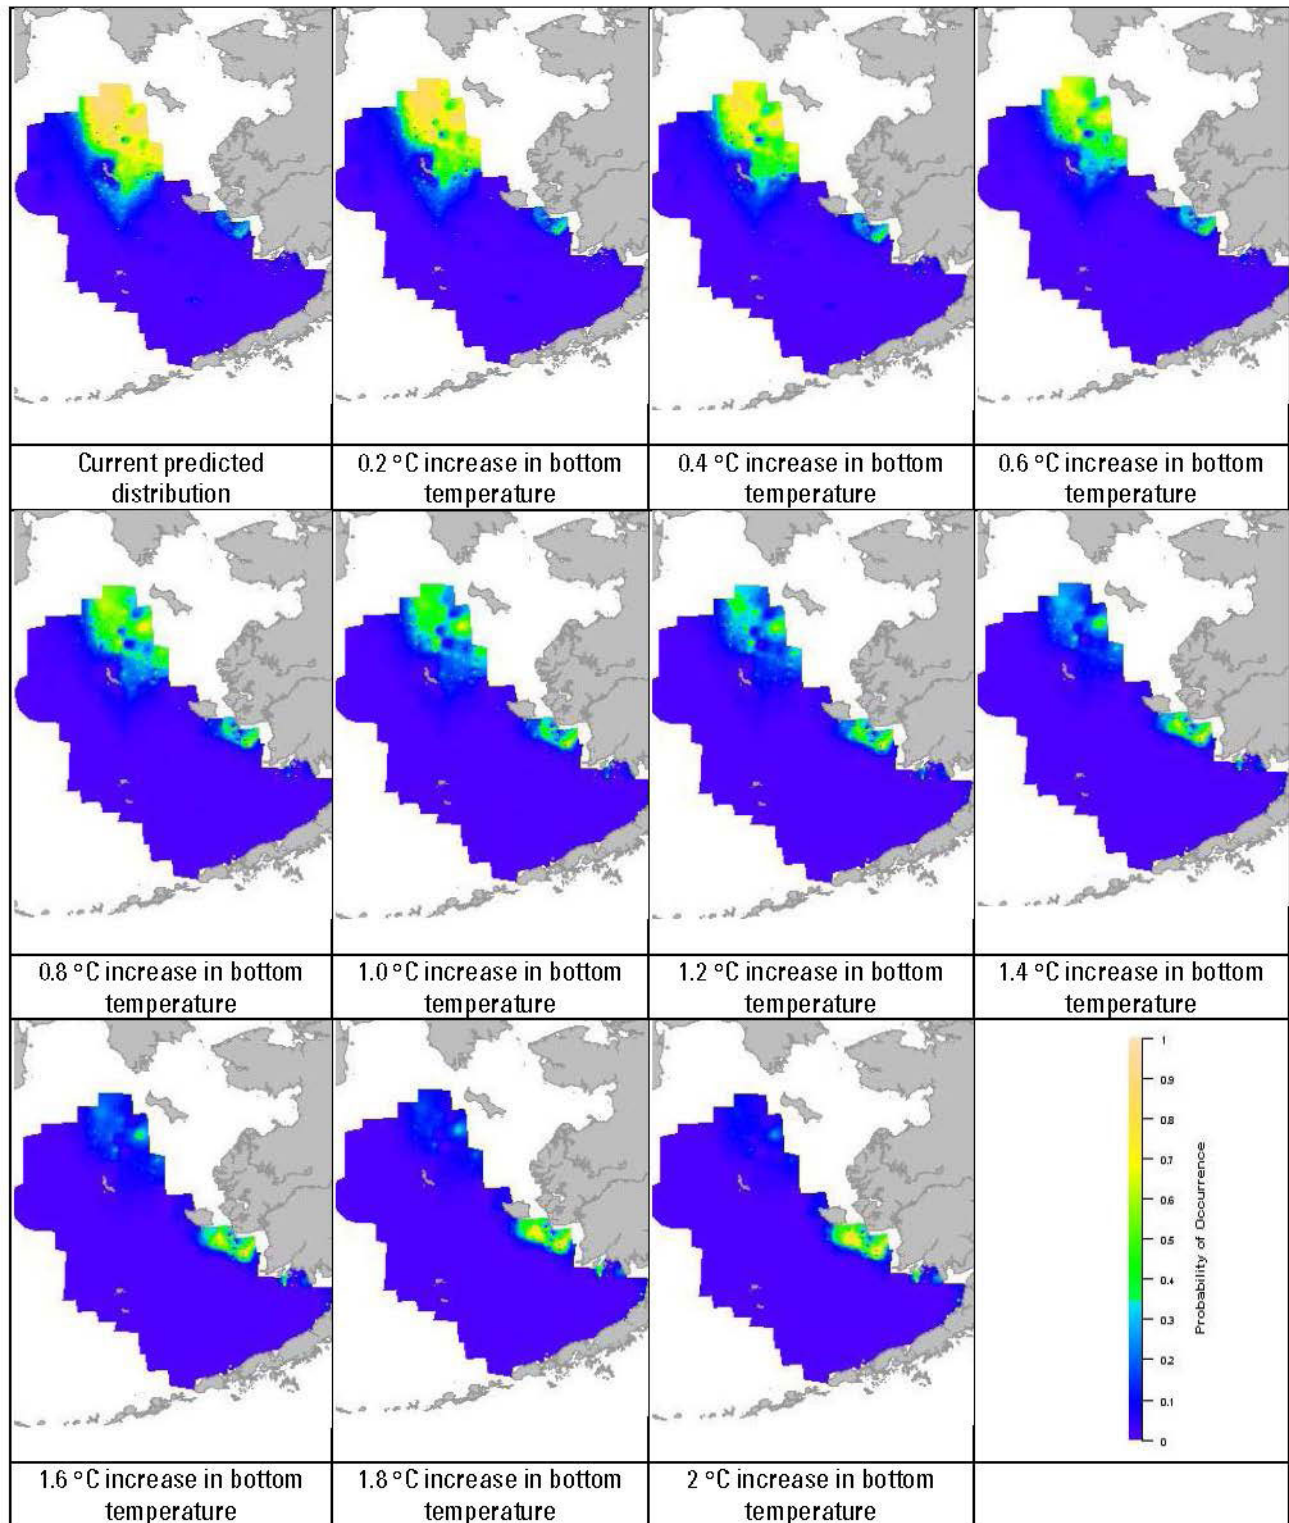 Current predicted
distribution
0.2 °C increase in bottom
temperature
0.4 °C increase in bottom
temperature
0.6 °C increase in bottom
temperature
0.8 °C increase in bottom
temperature
1.0 °C increase in bottom
temperature
1.2 °C increase in bottom
temperature
1.4 °C increase in bottom
temperature
1
0.9
0.8
0.7
0.6
0.5
0.4
0.3
0.2
0.1
0
Probability of Occurrence
1.6 °C increase in bottom
temperature
1.8 °C increase in bottom
temperature
2 °C increase in bottom
temperature